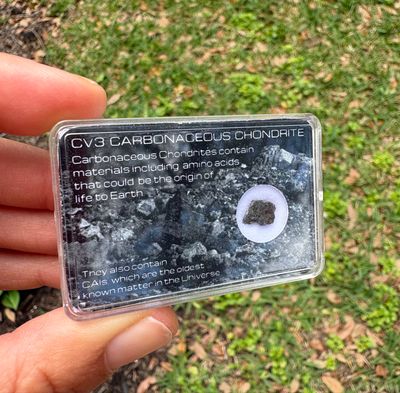 CV3 CARBONACEOUS CHONDRITE
Carbonaceous Chondrites contain
materials including amino acids
that could be the origin of
life to Earth
They also contain
CAIs which are the oldest
known matter in the Universe